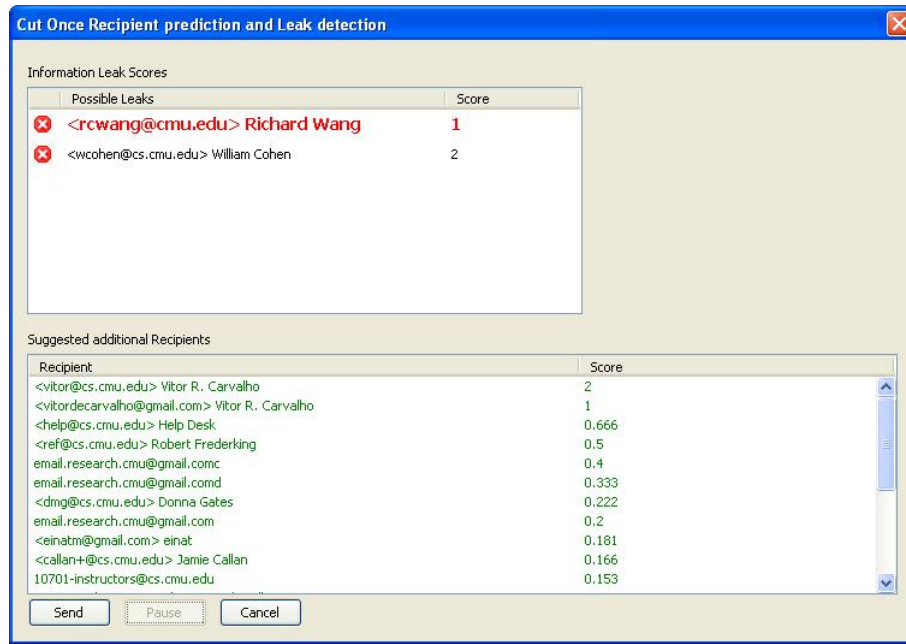 Cut Once Recipient prediction and Leak detection
Information Leak Scores
Possible Leaks Score
<rcwang@cmu.edu> Richard Wang 1
<wcohen@cs.cmu.edu> William Cohen 2
Suggested additional Recipients
Recipient Score
<vitor@cs.cmu.edu> Vitor R. Carvalho 2
<vitordecarvalho@gmail.com> Vitor R. Carvalho 1
<help@cs.cmu.edu> Help Desk 0.666
<ref@cs.cmu.edu> Robert Frederking 0.5
email.research.cmu@gmail.comc 0.4
email.research.cmu@gmail.comd 0.333
<dmg@cs.cmu.edu> Donna Gates 0.222
email.research.cmu@gmail.com 0.2
<einatm@gmail.com> einat 0.181
<callan+@cs.cmu.edu> Jamie Callan 0.166
10701-instructors@cs.cmu.edu 0.153
Send Pause Cancel